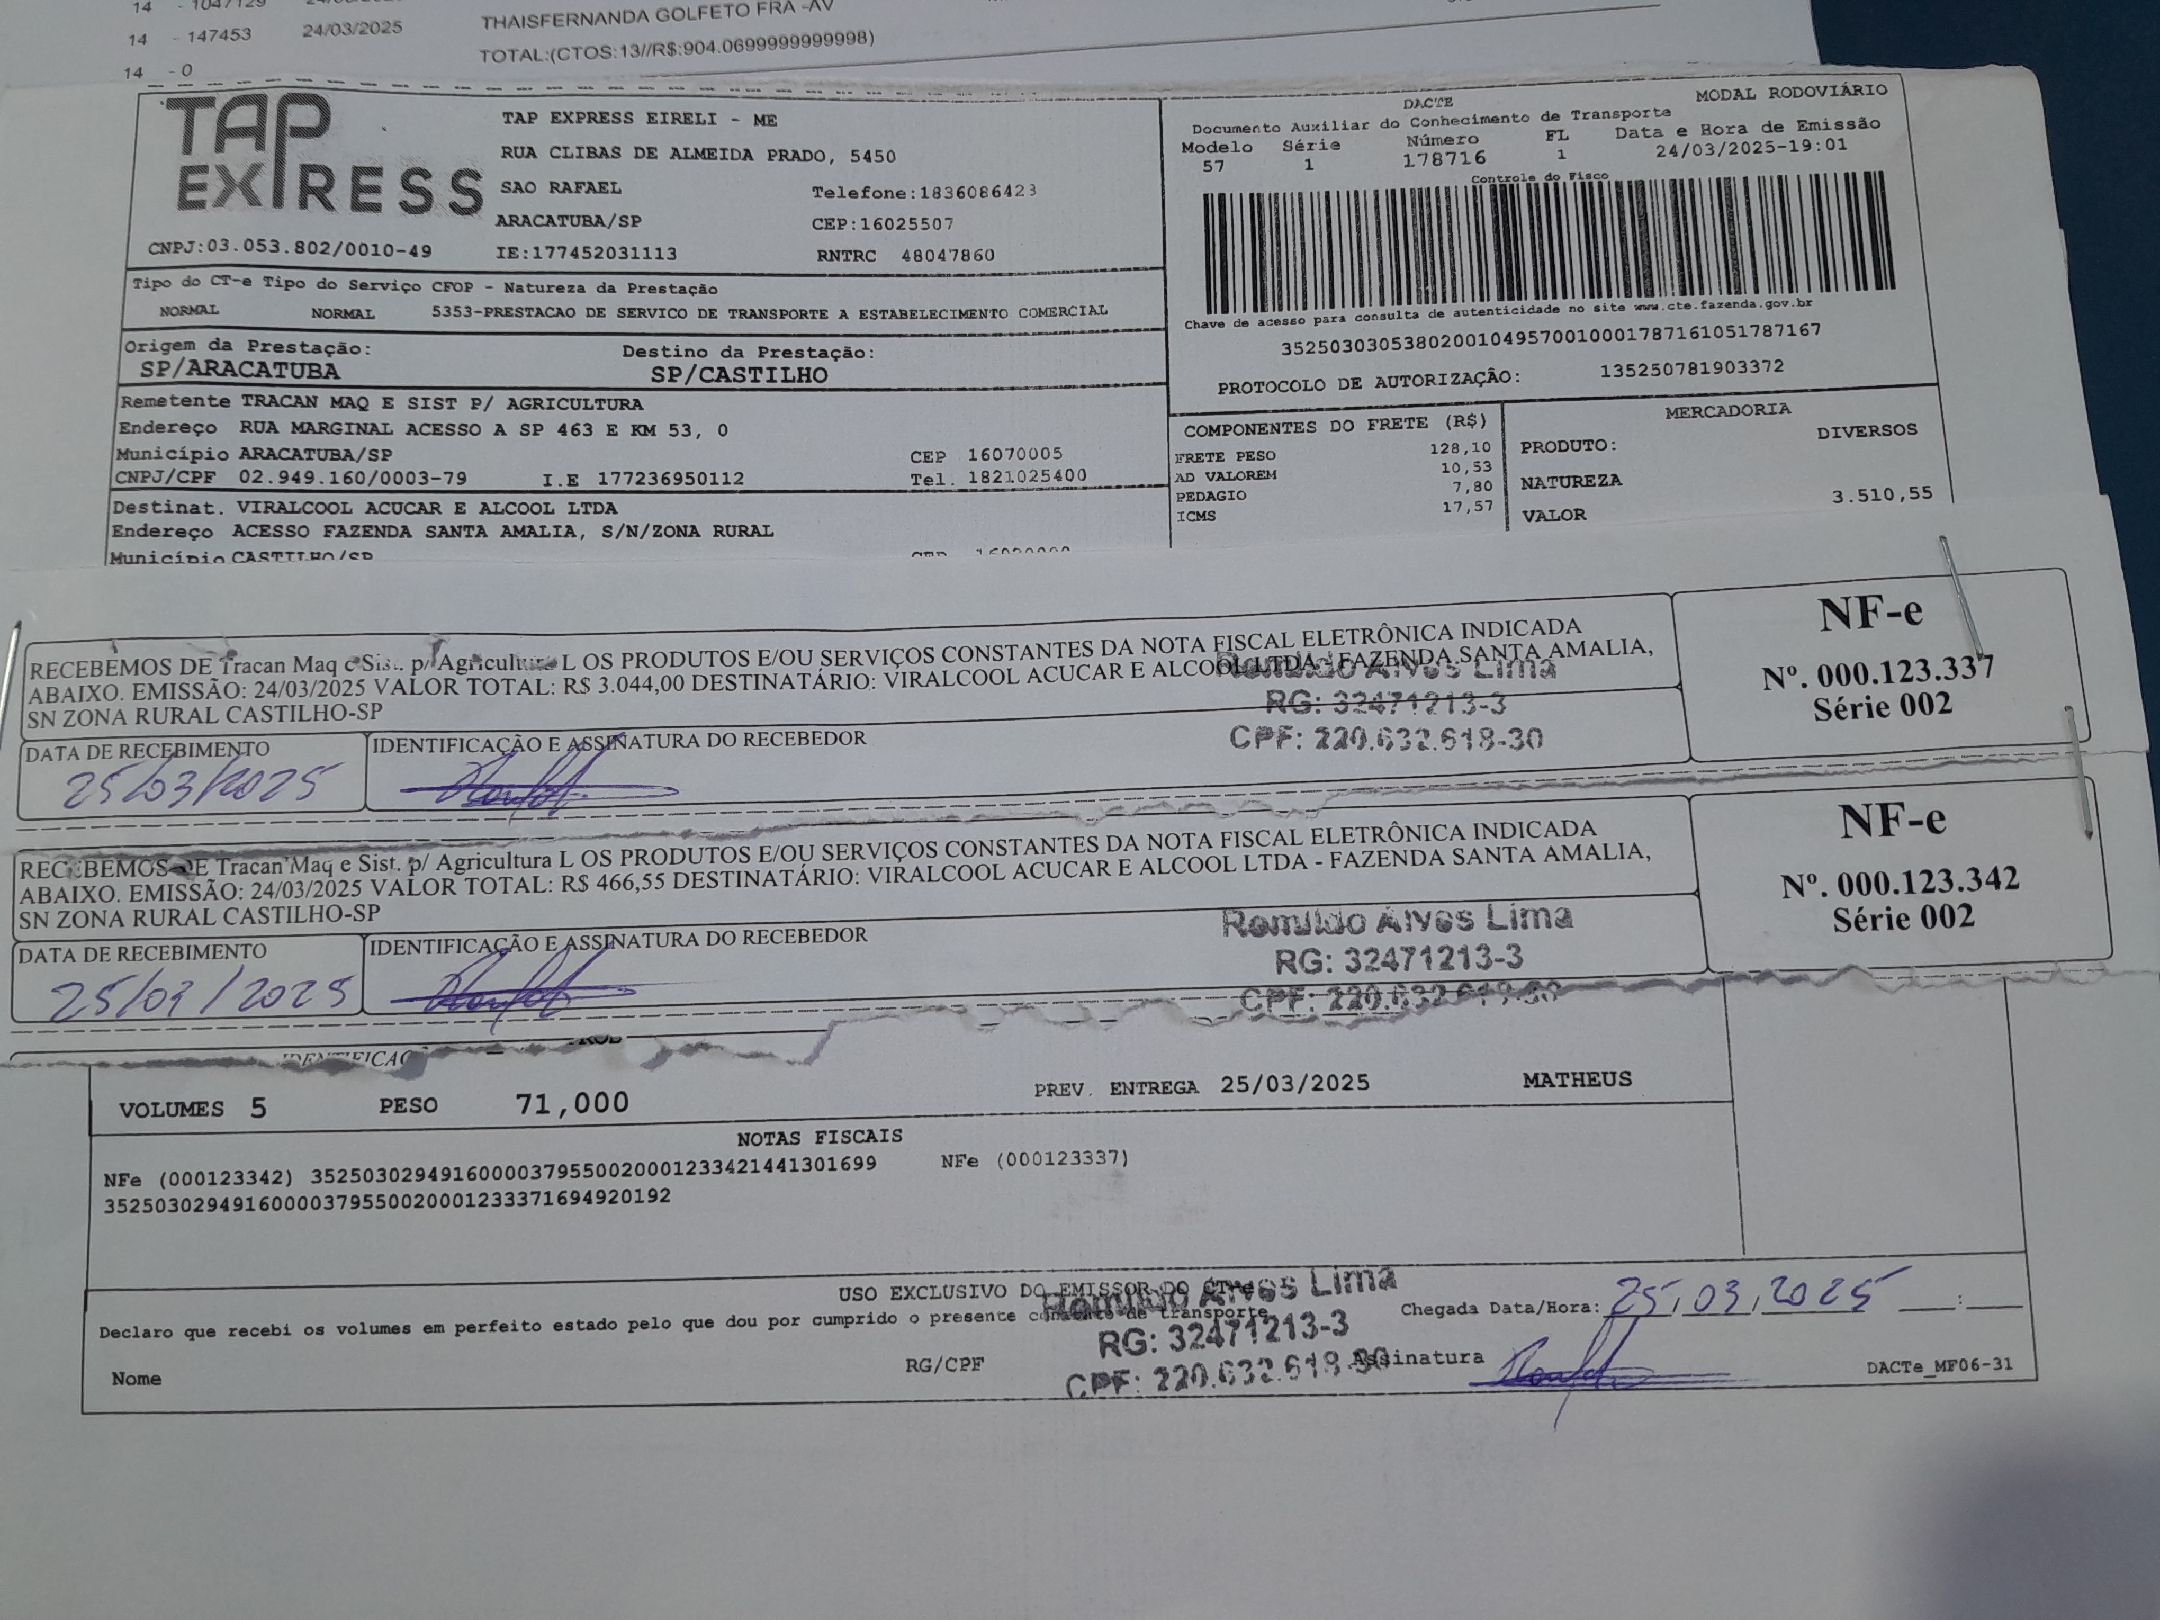 14 - 1047129
14 - 147453 24/03/2025 THAISFERNANDA GOLFETO FRA -AV
14 - 0 TOTAL:(CTOS:13//R$:904.0699999999998)
TAP EXPRESS
TAP EXPRESS EIRELI - ME
RUA CLIBAS DE ALMEIDA PRADO, 5450
SAO RAFAEL Telefone:1836086423
ARACATUBA/SP CEP:16025507
CNPJ:03.053.802/0010-49 IE:177452031113 RNTRC 48047860
DACTE MODAL RODOVIÁRIO
Documento Auxiliar do Conhecimento de Transporte
Modelo Série Número FL Data e Hora de Emissão
57 1 178716 1 24/03/2025-19:01
Controle do Fisco
Chave de acesso para consulta de autenticidade no site www.cte.fazenda.gov.br
35250303053802001049570010001787161051787167
PROTOCOLO DE AUTORIZAÇÃO: 135250781903372
Tipo do CT-e Tipo do Serviço CFOP - Natureza da Prestação
NORMAL NORMAL 5353-PRESTACAO DE SERVICO DE TRANSPORTE A ESTABELECIMENTO COMERCIAL
Origem da Prestação: Destino da Prestação:
SP/ARACATUBA SP/CASTILHO
Remetente TRACAN MAQ E SIST P/ AGRICULTURA
Endereço RUA MARGINAL ACESSO A SP 463 E KM 53, 0
Município ARACATUBA/SP CEP 16070005
CNPJ/CPF 02.949.160/0003-79 I.E 177236950112 Tel. 1821025400
Destinat. VIRALCOOL ACUCAR E ALCOOL LTDA
Endereço ACESSO FAZENDA SANTA AMALIA, S/N/ZONA RURAL
Município CASTILHO/SP
COMPONENTES DO FRETE (R$)
FRETE PESO 128,10
AD VALOREM 10,53
PEDAGIO 7,80
ICMS 17,57
MERCADORIA
PRODUTO: DIVERSOS
NATUREZA
VALOR 3.510,55
RECEBEMOS DE Tracan Maq e Sist. p/ Agricultura L OS PRODUTOS E/OU SERVIÇOS CONSTANTES DA NOTA FISCAL ELETRÔNICA INDICADA
ABAIXO. EMISSÃO: 24/03/2025 VALOR TOTAL: R$ 3.044,00 DESTINATÁRIO: VIRALCOOL ACUCAR E ALCOOL LTDA - FAZENDA SANTA AMALIA,
SN ZONA RURAL CASTILHO-SP
Romildo Alves Lima
RG: 32471213-3
CPF: 220.632.618-30
DATA DE RECEBIMENTO IDENTIFICAÇÃO E ASSINATURA DO RECEBEDOR
25/03/2025
NF-e
Nº. 000.123.337
Série 002
RECEBEMOS DE Tracan Maq e Sist. p/ Agricultura L OS PRODUTOS E/OU SERVIÇOS CONSTANTES DA NOTA FISCAL ELETRÔNICA INDICADA
ABAIXO. EMISSÃO: 24/03/2025 VALOR TOTAL: R$ 466,55 DESTINATÁRIO: VIRALCOOL ACUCAR E ALCOOL LTDA - FAZENDA SANTA AMALIA,
SN ZONA RURAL CASTILHO-SP
Romildo Alves Lima
RG: 32471213-3
CPF: 220.632.618-30
DATA DE RECEBIMENTO IDENTIFICAÇÃO E ASSINATURA DO RECEBEDOR
25/03/2025
NF-e
Nº. 000.123.342
Série 002
VOLUMES 5 PESO 71,000 PREV. ENTREGA 25/03/2025 MATHEUS
NOTAS FISCAIS
NFe (000123342) 35250302949160000379550020001233421441301699 NFe (000123337)
35250302949160000379550020001233371694920192
USO EXCLUSIVO DO EMISSOR DO CT-e
Declaro que recebi os volumes em perfeito estado pelo que dou por cumprido o presente contrato de transporte
Romildo Alves Lima
RG: 32471213-3
CPF: 220.632.618-30
Chegada Data/Hora: 25/03/2025 __:__
Nome RG/CPF Assinatura DACTe_MF06-31